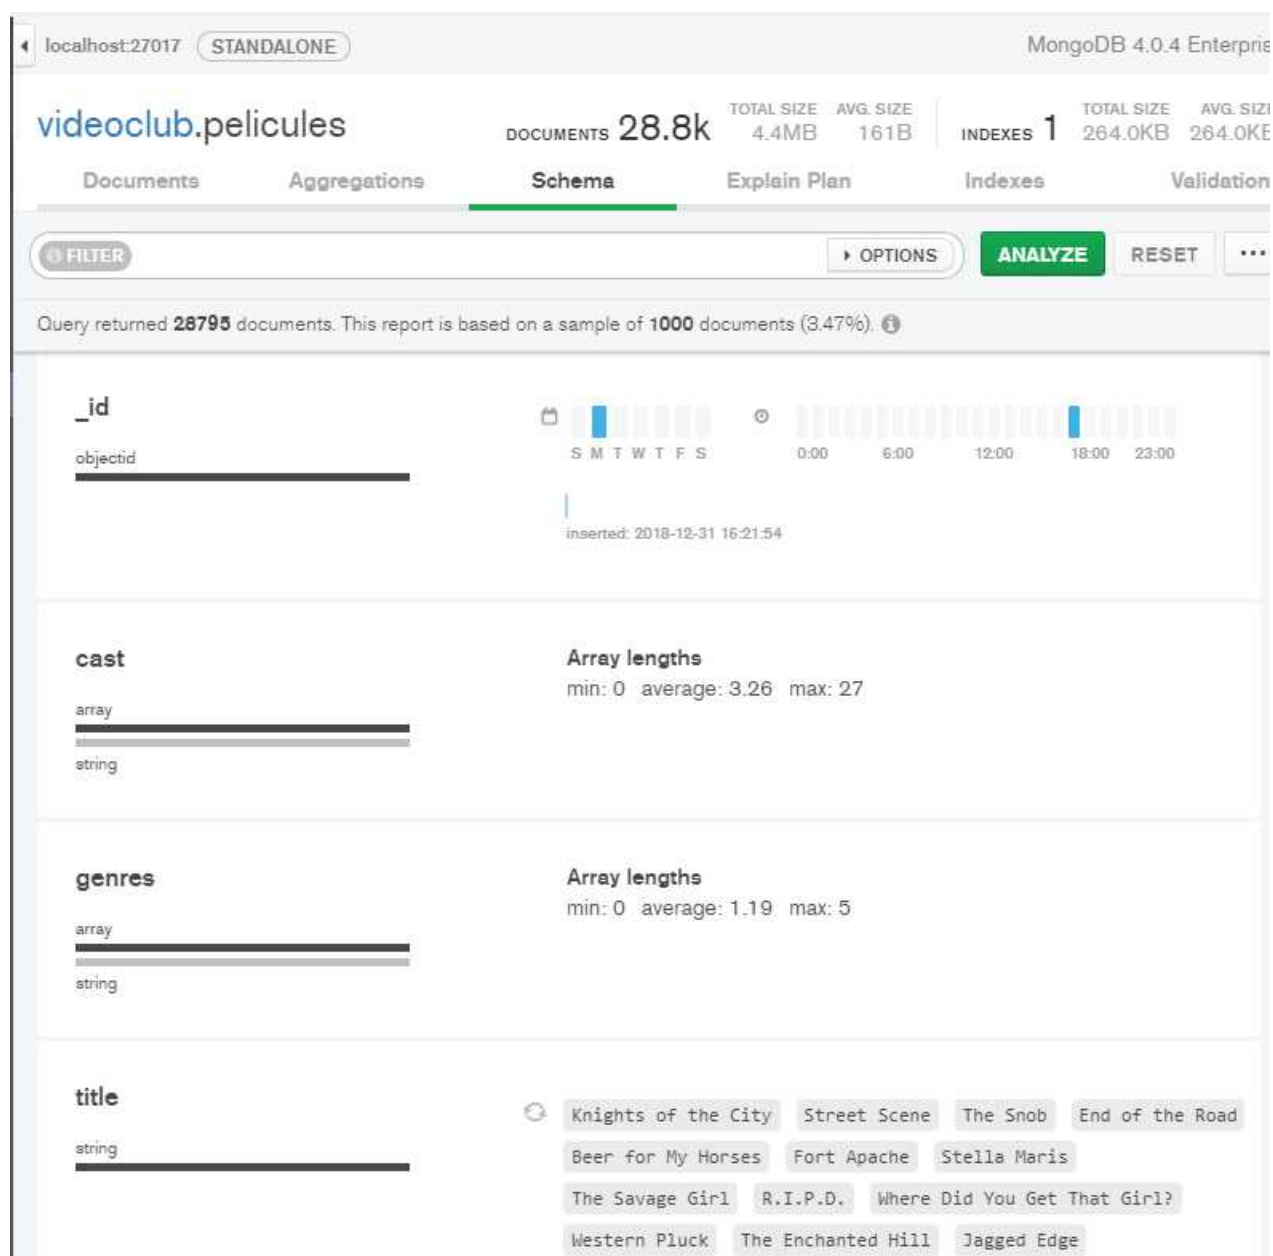 localhost:27017 STANDALONE MongoDB 4.0.4 Enterpris
videoclub.pelicules DOCUMENTS 28.8k TOTAL SIZE 4.4MB AVG. SIZE 161B INDEXES 1 TOTAL SIZE 264.0KB AVG. SIZE 264.0KB
Documents Aggregations Schema Explain Plan Indexes Validation
FILTER OPTIONS ANALYZE RESET ...
Query returned 28795 documents. This report is based on a sample of 1000 documents (3.47%).
_id
objectid
S M T W T F S 0:00 6:00 12:00 18:00 23:00
inserted: 2018-12-31 16:21:54
cast
array
string
Array lengths
min: 0 average: 3.26 max: 27
genres
array
string
Array lengths
min: 0 average: 1.19 max: 5
title
string
Knights of the City Street Scene The Snob End of the Road
Beer for My Horses Fort Apache Stella Maris
The Savage Girl R.I.P.D. Where Did You Get That Girl?
Western Pluck The Enchanted Hill Jagged Edge